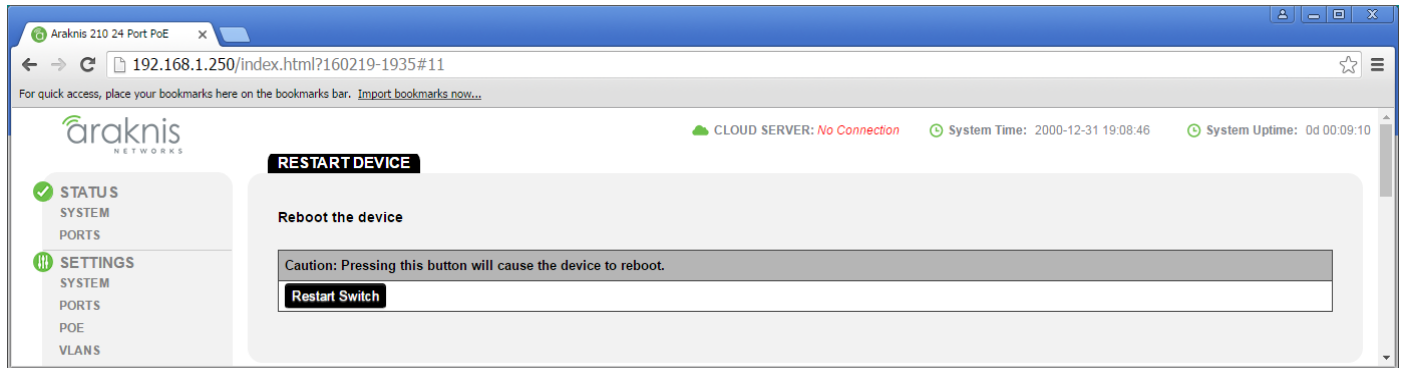 Araknis 210 24 Port PoE
192.168.1.250/index.html?160219-1935#11
For quick access, place your bookmarks here on the bookmarks bar. Import bookmarks now...
araknis
NETWORKS
CLOUD SERVER: No Connection
System Time: 2000-12-31 19:08:46
System Uptime: 0d 00:09:10
RESTART DEVICE
STATUS
SYSTEM
PORTS
SETTINGS
SYSTEM
PORTS
POE
VLANS
Reboot the device
Caution: Pressing this button will cause the device to reboot.
Restart Switch